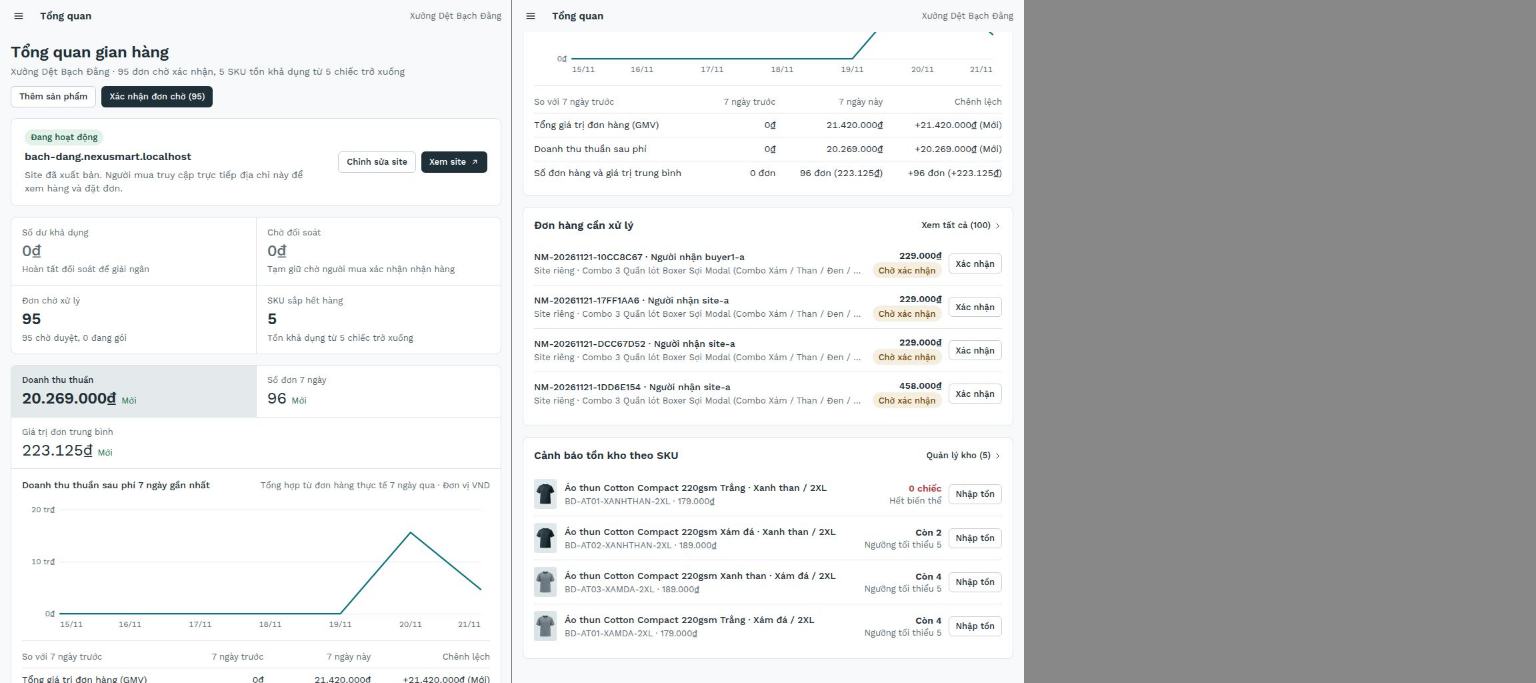 Tổng quan
Xưởng Dệt Bạch Đằng
Tổng quan gian hàng
Xưởng Dệt Bạch Đằng · 95 đơn chờ xác nhận, 5 SKU tồn khả dụng từ 5 chiếc trở xuống
Thêm sản phẩm
Xác nhận đơn chờ (95)
Đang hoạt động
bach-dang.nexusmart.localhost
Site đã xuất bản. Người mua truy cập trực tiếp địa chỉ này để
xem hàng và đặt đơn.
Chỉnh sửa site
Xem site ↗
Số dư khả dụng
0₫
Hoàn tất đối soát để giải ngân
Chờ đối soát
0₫
Tạm giữ chờ người mua xác nhận nhận hàng
Đơn chờ xử lý
95
95 chờ duyệt, 0 đang gói
SKU sắp hết hàng
5
Tồn khả dụng từ 5 chiếc trở xuống
Doanh thu thuần
20.269.000₫ Mới
Số đơn 7 ngày
96 Mới
Giá trị đơn trung bình
223.125₫ Mới
Doanh thu thuần sau phí 7 ngày gần nhất
Tổng hợp từ đơn hàng thực tế 7 ngày qua · Đơn vị VND
20 tr₫
10 tr₫
0₫
15/11 16/11 17/11 18/11 19/11 20/11 21/11
So với 7 ngày trước 7 ngày trước 7 ngày này Chênh lệch
Tổng giá trị đơn hàng (GMV) 0₫ 21.420.000₫ +21.420.000₫ (Mới)
Tổng quan
Xưởng Dệt Bạch Đằng
0₫
15/11 16/11 17/11 18/11 19/11 20/11 21/11
So với 7 ngày trước 7 ngày trước 7 ngày này Chênh lệch
Tổng giá trị đơn hàng (GMV) 0₫ 21.420.000₫ +21.420.000₫ (Mới)
Doanh thu thuần sau phí 0₫ 20.269.000₫ +20.269.000₫ (Mới)
Số đơn hàng và giá trị trung bình 0 đơn 96 đơn (223.125₫) +96 đơn (+223.125₫)
Đơn hàng cần xử lý
Xem tất cả (100)
NM-20261121-10CC8C67 · Người nhận buyer1-a
Site riêng · Combo 3 Quần lót Boxer Sợi Modal (Combo Xám / Than / Đen / ...
229.000₫
Chờ xác nhận
Xác nhận
NM-20261121-17FF1AA6 · Người nhận site-a
Site riêng · Combo 3 Quần lót Boxer Sợi Modal (Combo Xám / Than / Đen / ...
229.000₫
Chờ xác nhận
Xác nhận
NM-20261121-DCC67D52 · Người nhận site-a
Site riêng · Combo 3 Quần lót Boxer Sợi Modal (Combo Xám / Than / Đen / ...
229.000₫
Chờ xác nhận
Xác nhận
NM-20261121-1DD6E154 · Người nhận site-a
Site riêng · Combo 3 Quần lót Boxer Sợi Modal (Combo Xám / Than / Đen / ...
458.000₫
Chờ xác nhận
Xác nhận
Cảnh báo tồn kho theo SKU
Quản lý kho (5)
Áo thun Cotton Compact 220gsm Trắng · Xanh than / 2XL
BD-AT01-XANHTHAN-2XL · 179.000₫
0 chiếc
Hết biến thể
Nhập tồn
Áo thun Cotton Compact 220gsm Xám đá · Xanh than / 2XL
BD-AT02-XANHTHAN-2XL · 189.000₫
Còn 2
Ngưỡng tối thiểu 5
Nhập tồn
Áo thun Cotton Compact 220gsm Xanh than · Xám đá / 2XL
BD-AT03-XAMDA-2XL · 189.000₫
Còn 4
Ngưỡng tối thiểu 5
Nhập tồn
Áo thun Cotton Compact 220gsm Trắng · Xám đá / 2XL
BD-AT01-XAMDA-2XL · 179.000₫
Còn 4
Ngưỡng tối thiểu 5
Nhập tồn